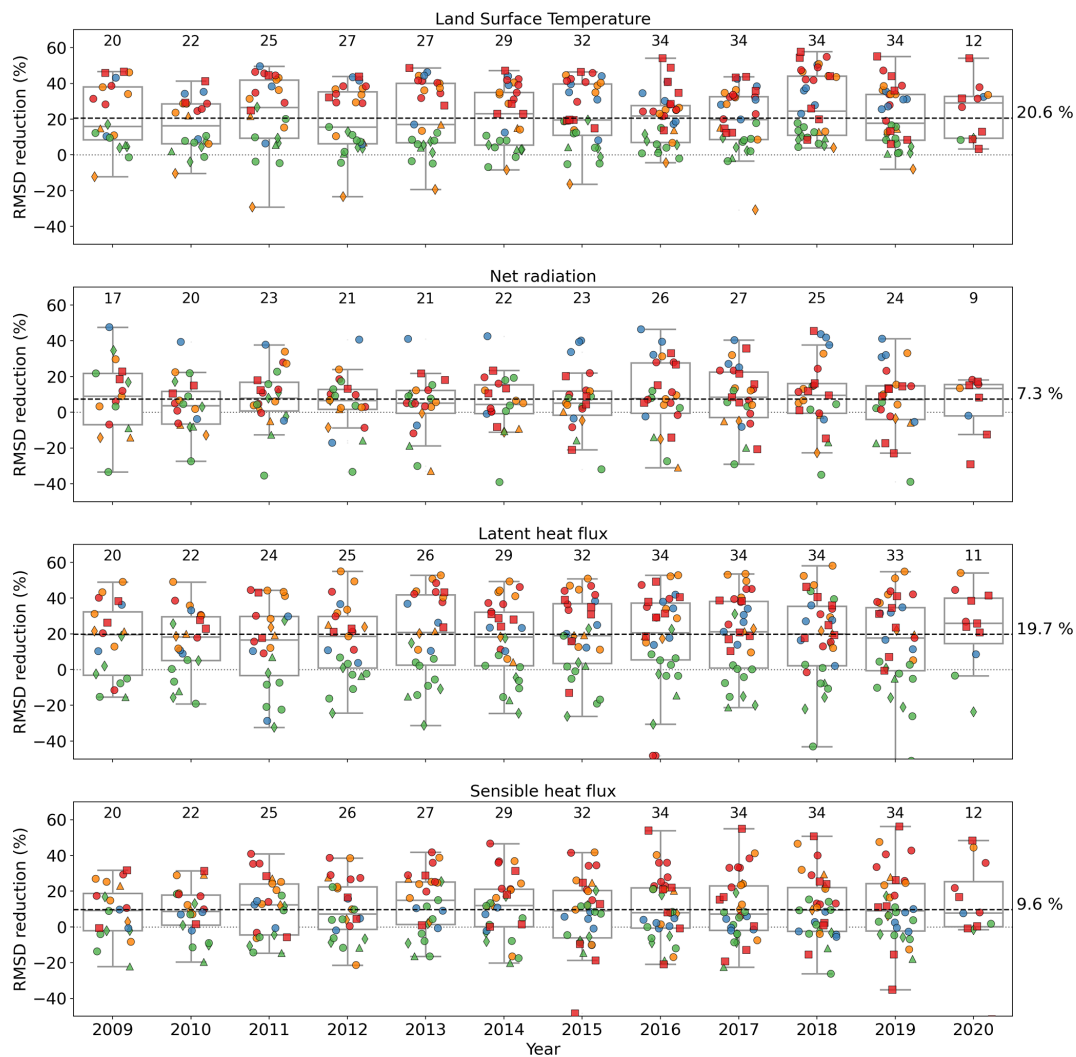 Land Surface Temperature
RMSD reduction (%)
60
40
20
0
−20
−40
20 22 25 27 27 29 32 34 34 34 34 12
20.6 %
Net radiation
RMSD reduction (%)
60
40
20
0
−20
−40
17 20 23 21 21 22 23 26 27 25 24 9
7.3 %
Latent heat flux
RMSD reduction (%)
60
40
20
0
−20
−40
20 22 24 25 26 29 32 34 34 34 33 11
19.7 %
Sensible heat flux
RMSD reduction (%)
60
40
20
0
−20
−40
20 22 25 26 27 29 32 34 34 34 34 12
9.6 %
2009 2010 2011 2012 2013 2014 2015 2016 2017 2018 2019 2020
Year